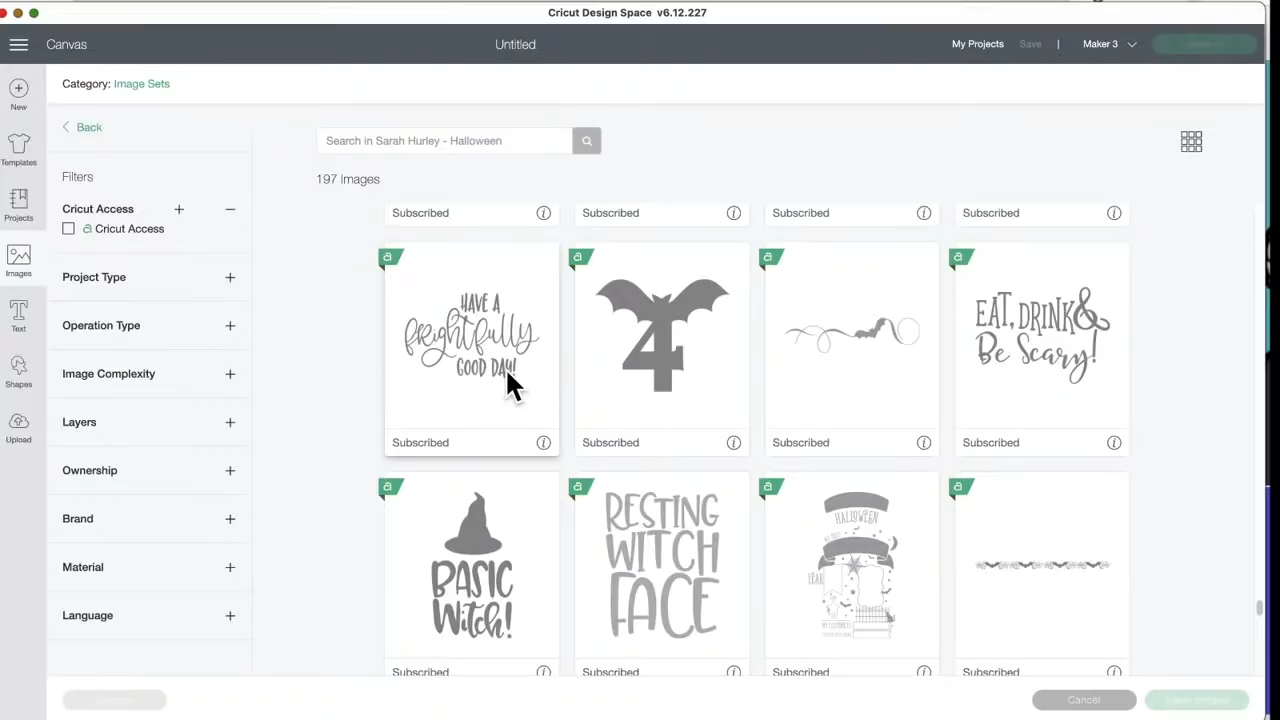 Cricut Design Space v6.12.227
Canvas
Untitled
My Projects
Save
|
Maker 3
New
Templates
Projects
Images
Text
Shapes
Upload
Category: Image Sets
Back
Filters
Cricut Access
a Cricut Access
Project Type
Operation Type
Image Complexity
Layers
Ownership
Brand
Material
Language
Search in Sarah Hurley - Halloween
197 Images
Subscribed
Subscribed
Subscribed
Subscribed
HAVE A
frightfully
GOOD DAY!
4
EAT, DRINK &
Be Scary!
Subscribed
Subscribed
Subscribed
Subscribed
BASIC
Witch!
RESTING
WITCH
FACE
HALLOWEEN
Subscribed
Subscribed
Subscribed
Subscribed
Cancel